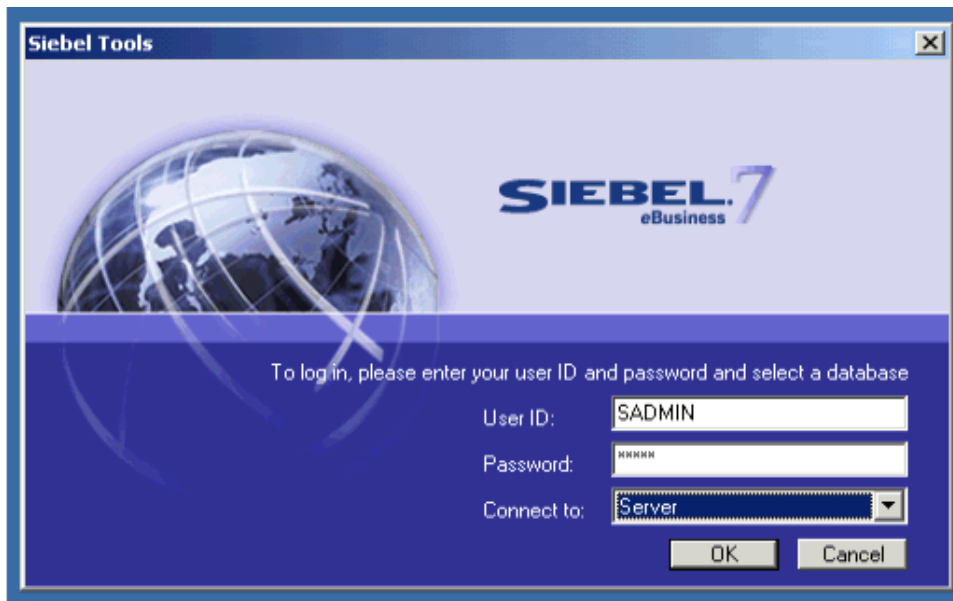 Siebel Tools
SIEBEL.7
eBusiness
To log in, please enter your user ID and password and select a database
User ID: SADMIN
Password: *****
Connect to: Server
OK Cancel